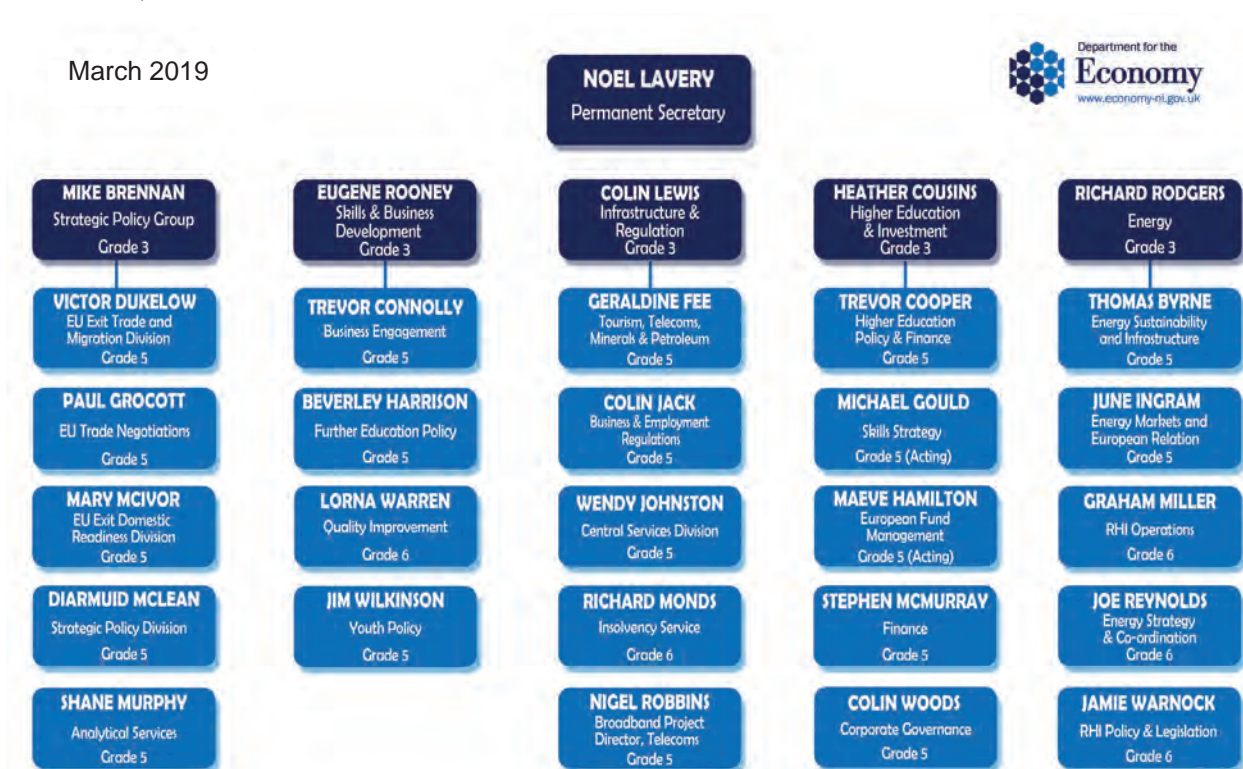 March 2019
NOEL LAVERY
Permanent Secretary
Department for the
Economy
www.economy-ni.gov.uk
MIKE BRENNAN
Strategic Policy Group
Grade 3
EUGENE ROONEY
Skills & Business
Development
Grade 3
COLIN LEWIS
Infrastructure &
Regulation
Grade 3
HEATHER COUSINS
Higher Education
& Investment
Grade 3
RICHARD RODGERS
Energy
Grade 3
VICTOR DUKELOW
EU Exit Trade and
Migration Division
Grade 5
TREVOR CONNOLLY
Business Engagement
Grade 5
GERALDINE FEE
Tourism, Telecoms,
Minerals & Petroleum
Grade 5
TREVOR COOPER
Higher Education
Policy & Finance
Grade 5
THOMAS BYRNE
Energy Sustainability
and Infrastructure
Grade 5
PAUL GROCOTT
EU Trade Negotiations
Grade 5
BEVERLEY HARRISON
Further Education Policy
Grade 5
COLIN JACK
Business & Employment
Regulations
Grade 5
MICHAEL GOULD
Skills Strategy
Grade 5 (Acting)
JUNE INGRAM
Energy Markets and
European Relation
Grade 5
MARY MCIVOR
EU Exit Domestic
Readiness Division
Grade 5
LORNA WARREN
Quality Improvement
Grade 6
WENDY JOHNSTON
Central Services Division
Grade 5
MAEVE HAMILTON
European Fund
Management
Grade 5 (Acting)
GRAHAM MILLER
RHI Operations
Grade 6
DIARMUID MCLEAN
Strategic Policy Division
Grade 5
JIM WILKINSON
Youth Policy
Grade 5
RICHARD MONDS
Insolvency Service
Grade 6
STEPHEN MCMURRAY
Finance
Grade 5
JOE REYNOLDS
Energy Strategy
& Co-ordination
Grade 6
SHANE MURPHY
Analytical Services
Grade 5
NIGEL ROBBINS
Broadband Project
Director, Telecoms
Grade 5
COLIN WOODS
Corporate Governance
Grade 5
JAMIE WARNOCK
RHI Policy & Legislation
Grade 6